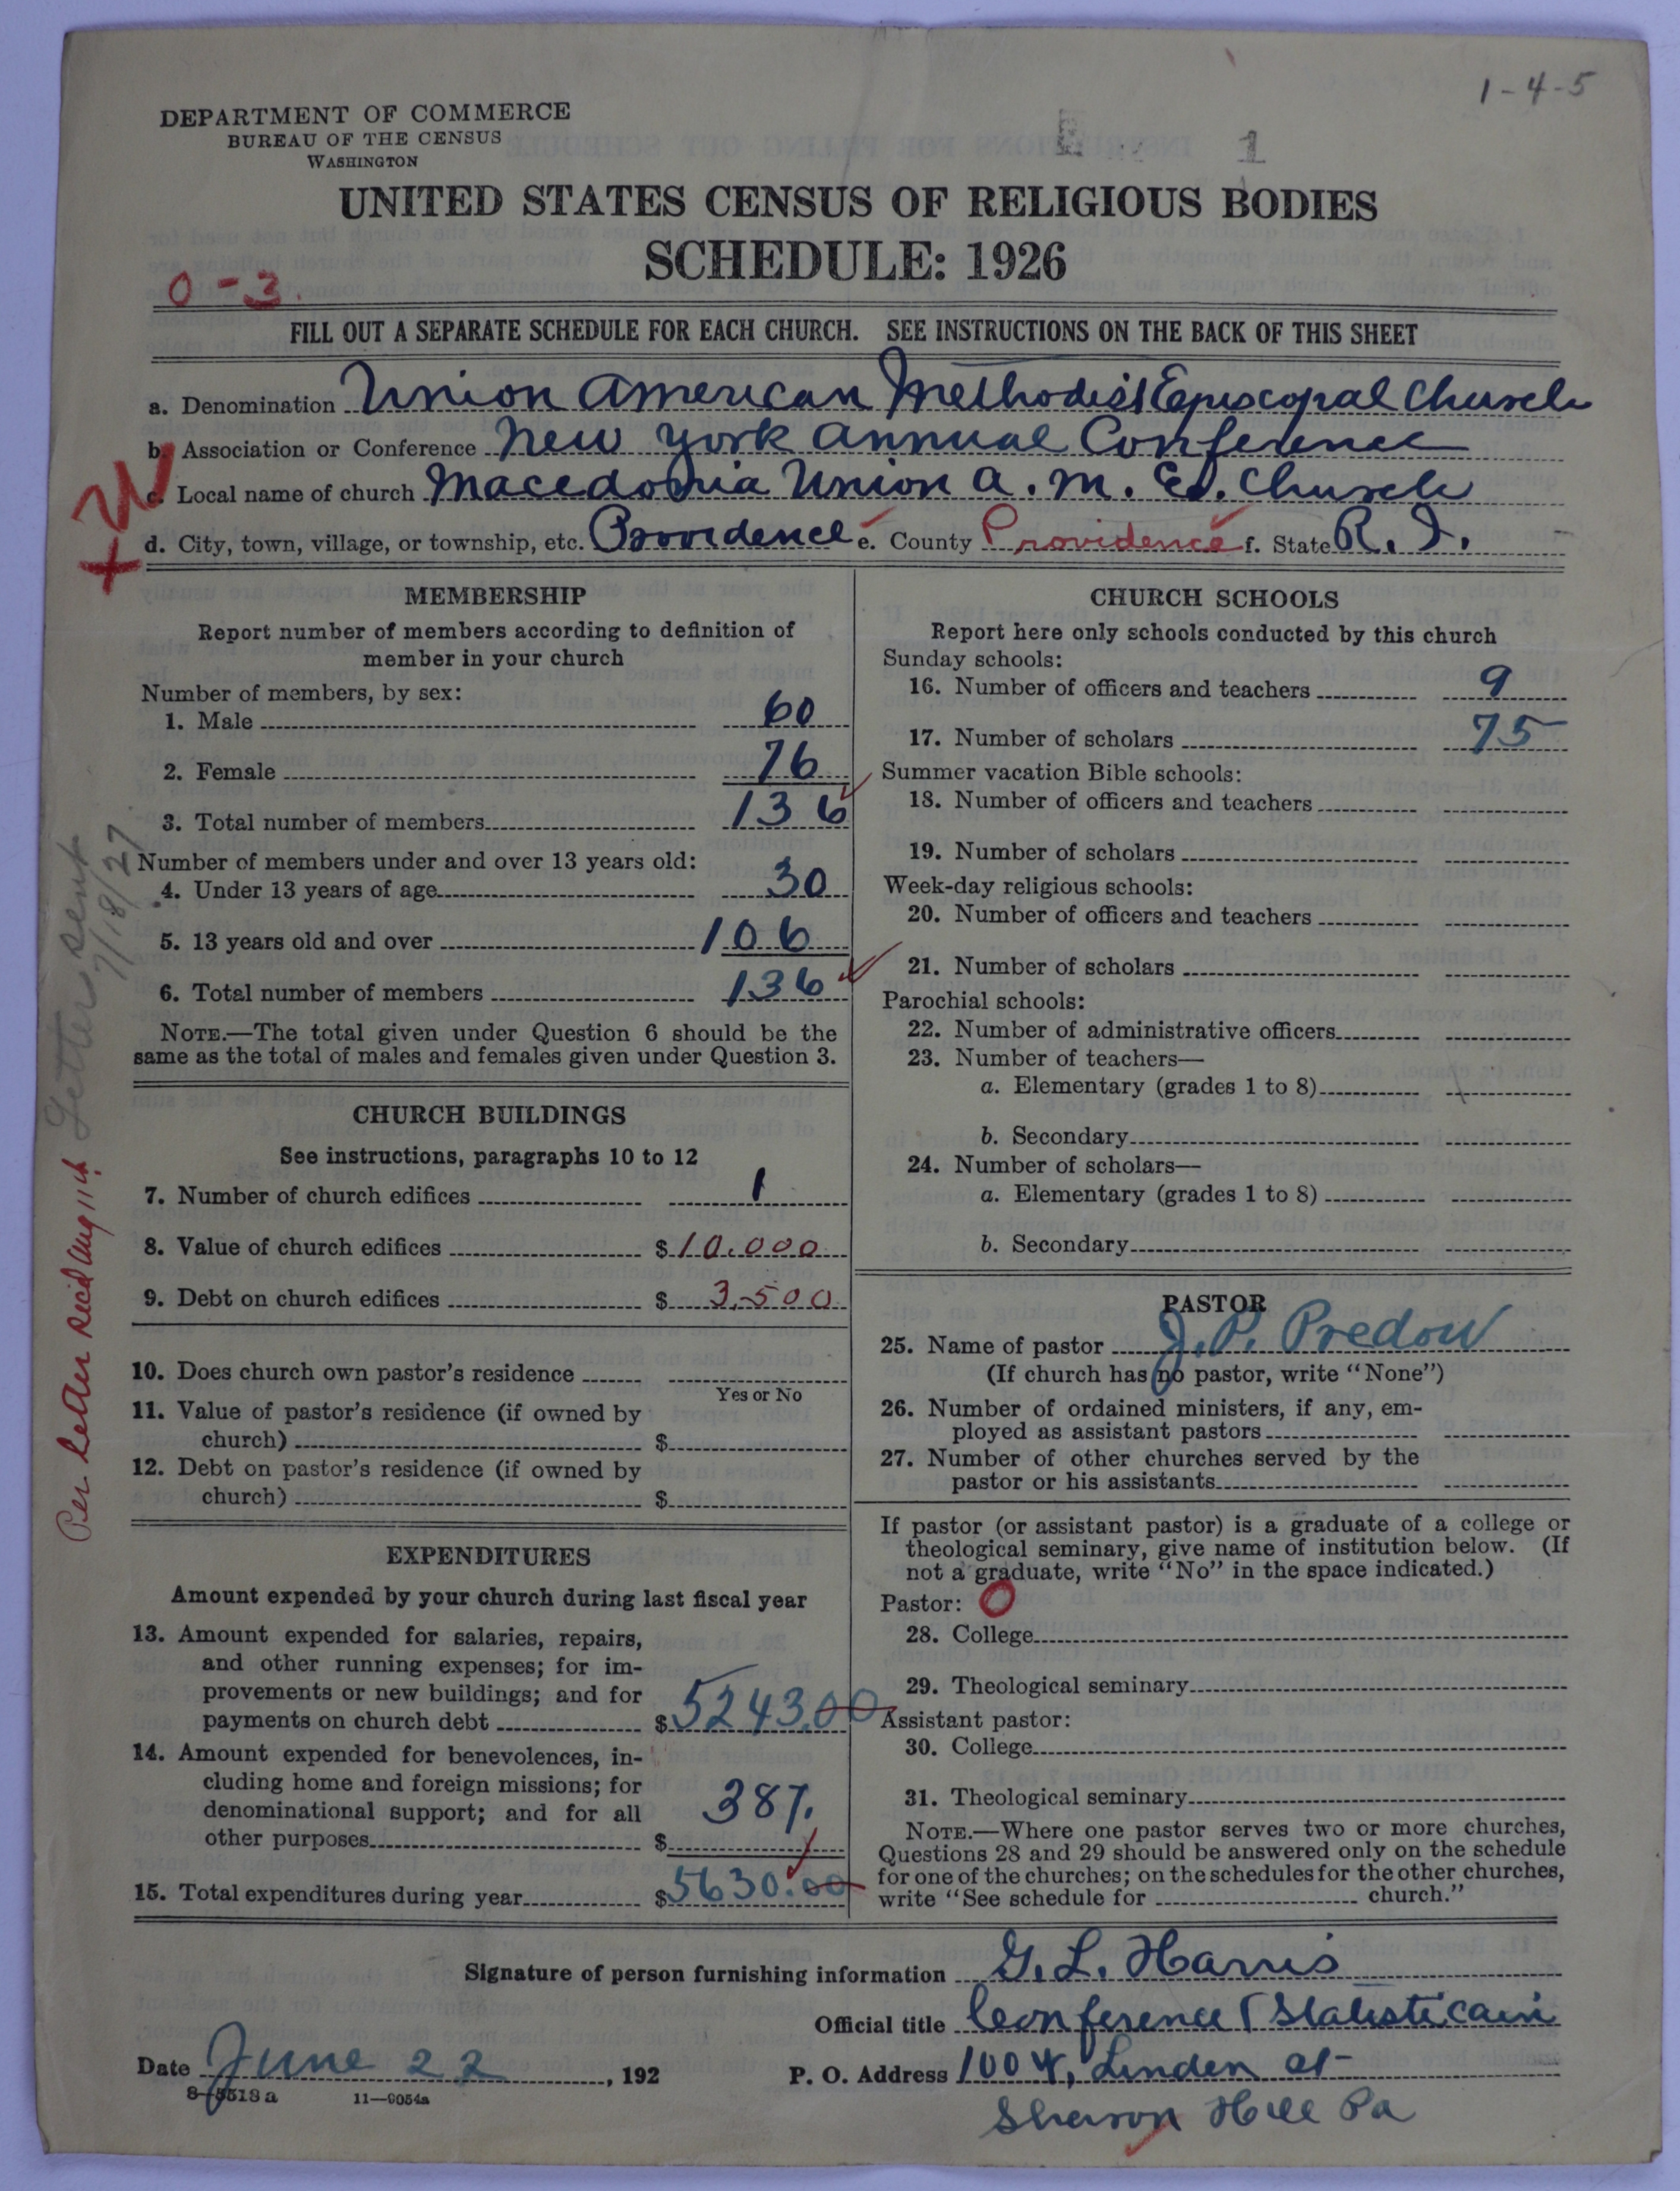 1-4-5
DEPARTMENT OF COMMERCE
BUREAU OF THE CENSUS
WASHINGTON
1
UNITED STATES CENSUS OF RELIGIOUS BODIES
SCHEDULE: 1926
0-3.
FILL OUT A SEPARATE SCHEDULE FOR EACH CHURCH. SEE INSTRUCTIONS ON THE BACK OF THIS SHEET
a. Denomination Union American Methodist Episcopal Church
b. Association or Conference New York Annual Conference
c. Local name of church Macedonia Union A. M. Ep. Church
d. City, town, village, or township, etc. Providence e. County Providence f. State R. I.
MEMBERSHIP
Report number of members according to definition of
member in your church
Number of members, by sex:
1. Male 60
2. Female 76
3. Total number of members 136
Number of members under and over 13 years old:
4. Under 13 years of age 30
5. 13 years old and over 106
6. Total number of members 136
NOTE.—The total given under Question 6 should be the
same as the total of males and females given under Question 3.
CHURCH BUILDINGS
See instructions, paragraphs 10 to 12
7. Number of church edifices 1
8. Value of church edifices $10.000
9. Debt on church edifices $3,500
10. Does church own pastor's residence
Yes or No
11. Value of pastor's residence (if owned by
church) $
12. Debt on pastor's residence (if owned by
church) $
EXPENDITURES
Amount expended by your church during last fiscal year
13. Amount expended for salaries, repairs,
and other running expenses; for im-
provements or new buildings; and for
payments on church debt $5243.00
14. Amount expended for benevolences, in-
cluding home and foreign missions; for
denominational support; and for all 387.
other purposes $
15. Total expenditures during year $5630.00
CHURCH SCHOOLS
Report here only schools conducted by this church
Sunday schools:
16. Number of officers and teachers 9
17. Number of scholars 75
Summer vacation Bible schools:
18. Number of officers and teachers
19. Number of scholars
Week-day religious schools:
20. Number of officers and teachers
21. Number of scholars
Parochial schools:
22. Number of administrative officers
23. Number of teachers—
a. Elementary (grades 1 to 8)
b. Secondary
24. Number of scholars—
a. Elementary (grades 1 to 8)
b. Secondary
PASTOR
25. Name of pastor J. P. Predow
(If church has no pastor, write "None")
26. Number of ordained ministers, if any, em-
ployed as assistant pastors
27. Number of other churches served by the
pastor or his assistants
If pastor (or assistant pastor) is a graduate of a college or
theological seminary, give name of institution below. (If
not a graduate, write "No" in the space indicated.)
Pastor: O
28. College
29. Theological seminary
Assistant pastor:
30. College
31. Theological seminary
NOTE.—Where one pastor serves two or more churches,
Questions 28 and 29 should be answered only on the schedule
for one of the churches; on the schedules for the other churches,
write "See schedule for church."
Signature of person furnishing information G. L. Harris
Official title Conference Statisticain
Date June 22, 192
P. O. Address 1004, Linden st
Sharon Hill Pa
8-5518a 11-9054a
Letter sent
7/18/27
Per letter recid Aug 11th